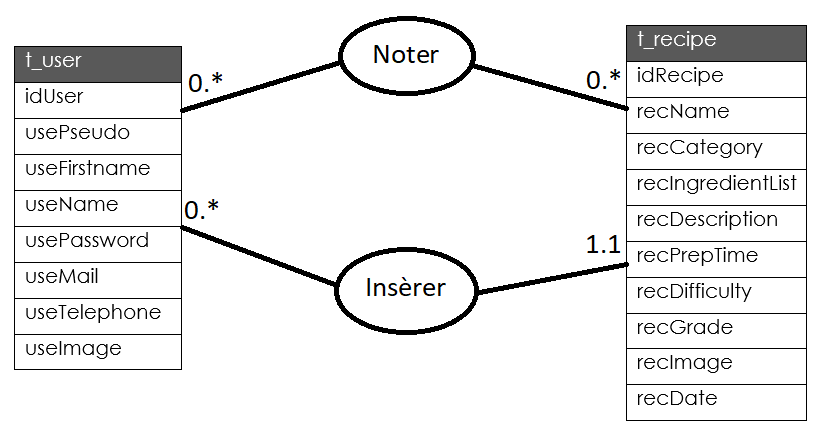 t_user
idUser
usePseudo
useFirstname
useName
usePassword
useMail
useTelephone
useImage
0.*
Noter
0.*
0.*
Insèrer
1.1
t_recipe
idRecipe
recName
recCategory
recIngredientList
recDescription
recPrepTime
recDifficulty
recGrade
recImage
recDate